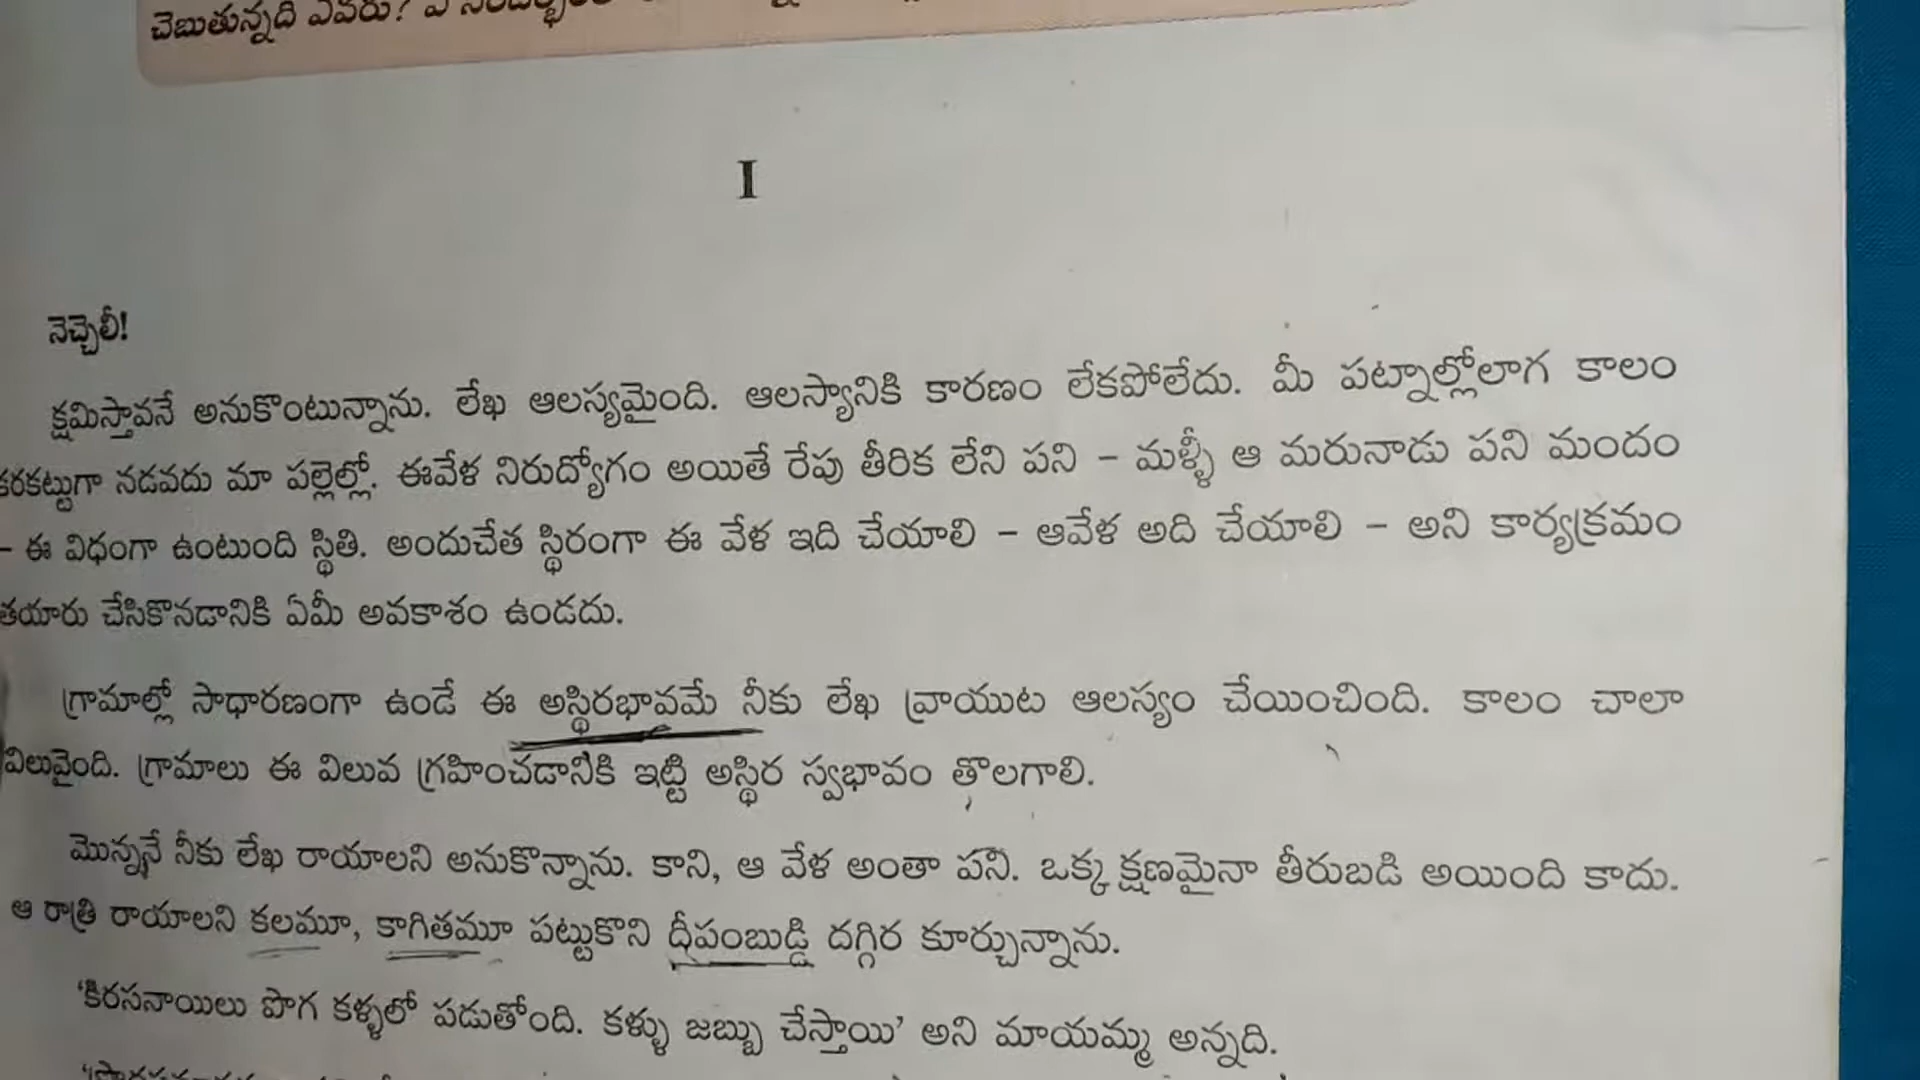 చెబుతున్నది ఎవరు? ఏ
I
నెచ్చెలీ!
క్షమిస్తావనే అనుకొంటున్నాను. లేఖ ఆలస్యమైంది. ఆలస్యానికి కారణం లేకపోలేదు. మీ పట్నాల్లోలాగ కాలం
కరకట్టుగా నడవదు మా పల్లెల్లో. ఈవేళ నిరుద్యోగం అయితే రేపు తీరిక లేని పని – మళ్ళీ ఆ మరునాడు పని మందం
– ఈ విధంగా ఉంటుంది స్థితి. అందుచేత స్థిరంగా ఈ వేళ ఇది చేయాలి – ఆవేళ అది చేయాలి – అని కార్యక్రమం
తయారు చేసికొనడానికి ఏమీ అవకాశం ఉండదు.
గ్రామాల్లో సాధారణంగా ఉండే ఈ అస్థిరభావమే నీకు లేఖ వ్రాయుట ఆలస్యం చేయించింది. కాలం చాలా
విలువైంది. గ్రామాలు ఈ విలువ గ్రహించడానికి ఇట్టి అస్థిర స్వభావం తొలగాలి.
మొన్ననే నీకు లేఖ రాయాలని అనుకొన్నాను. కాని, ఆ వేళ అంతా పని. ఒక్క క్షణమైనా తీరుబడి అయింది కాదు.
ఆ రాత్రి రాయాలని కలమూ, కాగితమూ పట్టుకొని దీపంబుడ్డి దగ్గిర కూర్చున్నాను.
'కిరసనాయిలు పొగ కళ్ళలో పడుతోంది. కళ్ళు జబ్బు చేస్తాయి' అని మాయమ్మ అన్నది.